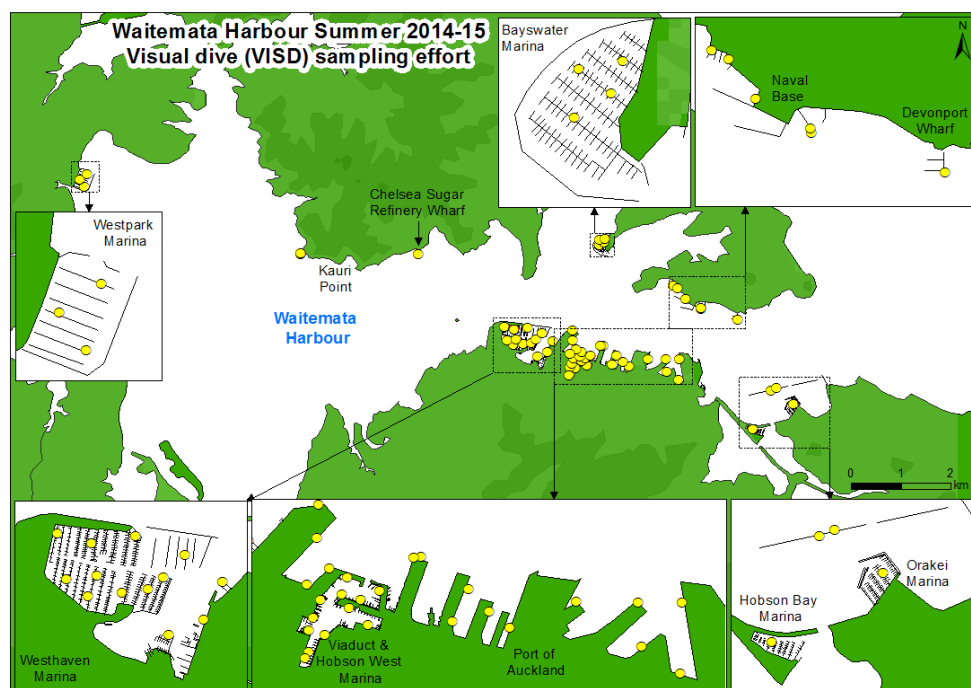 Waitemata Harbour Summer 2014-15
Visual dive (VISD) sampling effort
Bayswater
Marina
N
Naval
Base
Devonport
Wharf
Westpark
Marina
Chelsea Sugar
Refinery Wharf
Kauri
Point
Waitemata
Harbour
0 1 2
km
Westhaven
Marina
Viaduct &
Hobson West
Marina
Port of
Auckland
Hobson Bay
Marina
Orakei
Marina